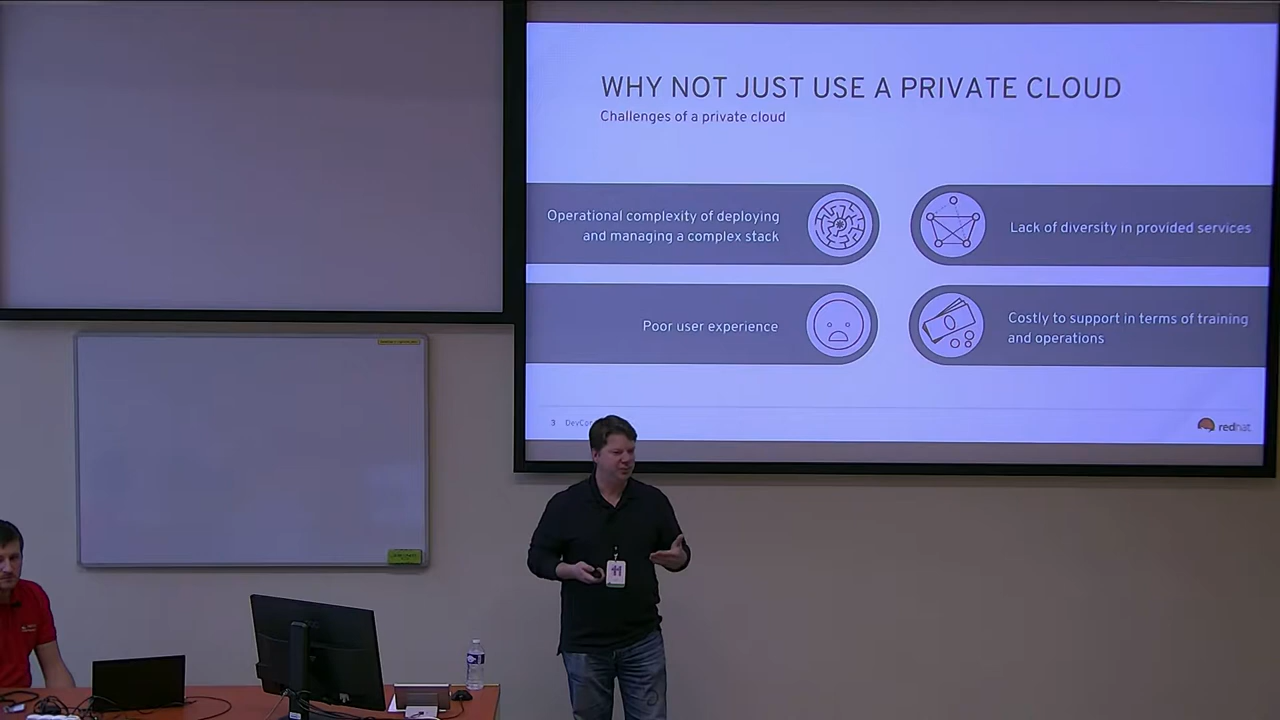 WHY NOT JUST USE A PRIVATE CLOUD
Challenges of a private cloud
Operational complexity of deploying
and managing a complex stack
Lack of diversity in provided services
Poor user experience
Costly to support in terms of training
and operations
3
redhat